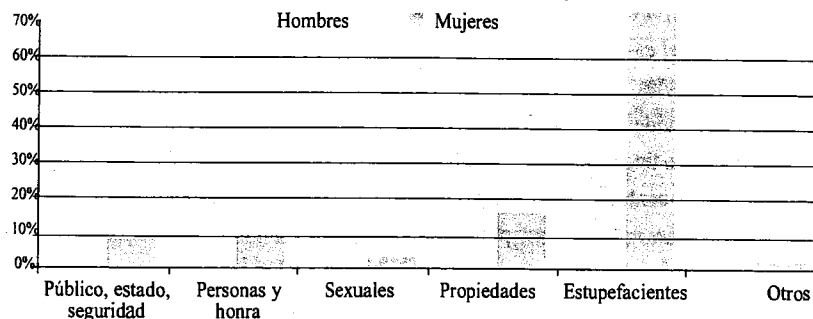 Hombres Mujeres
70%
60%
50%
40%
30%
20%
10%
0%
Público, estado, Personas y Sexuales Propiedades Estupefacientes Otros
seguridad honra